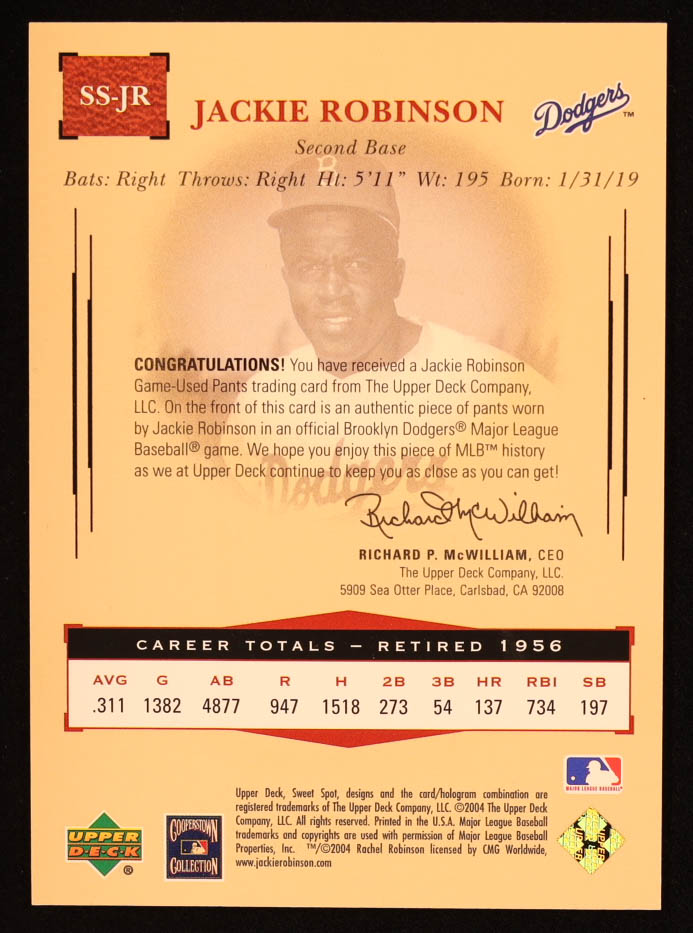 SS-JR
JACKIE ROBINSON
Dodgers™
Second Base
Bats: Right Throws: Right Ht: 5'11" Wt: 195 Born: 1/31/19
B
CONGRATULATIONS! You have received a Jackie Robinson
Game-Used Pants trading card from The Upper Deck Company,
LLC. On the front of this card is an authentic piece of pants worn
by Jackie Robinson in an official Brooklyn Dodgers® Major League
Baseball® game. We hope you enjoy this piece of MLB™ history
as we at Upper Deck continue to keep you as close as you can get!
Dodgers
Richard P McWilliam
RICHARD P. McWILLIAM, CEO
The Upper Deck Company, LLC.
5909 Sea Otter Place, Carlsbad, CA 92008
CAREER TOTALS – RETIRED 1956
AVG G AB R H 2B 3B HR RBI SB
.311 1382 4877 947 1518 273 54 137 734 197
MAJOR LEAGUE BASEBALL
Upper Deck, Sweet Spot, designs and the card/hologram combination are
registered trademarks of The Upper Deck Company, LLC. ©2004 The Upper Deck
Company, LLC. All rights reserved. Printed in the U.S.A. Major League Baseball
trademarks and copyrights are used with permission of Major League Baseball
Properties, Inc. ™/©2004 Rachel Robinson licensed by CMG Worldwide,
www.jackierobinson.com
UPPER
D·E·C·K
®
COOPERSTOWN
COLLECTION